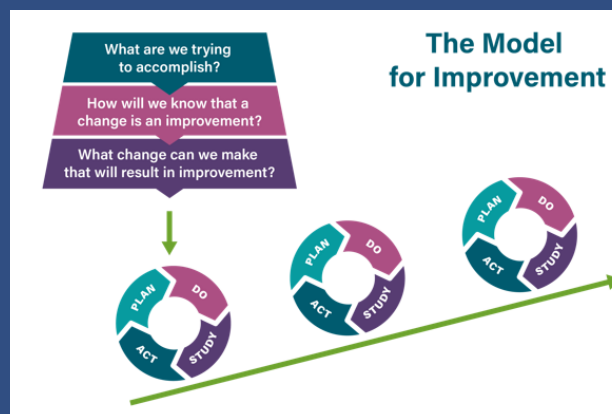 The Model
for Improvement
What are we trying
to accomplish?
How will we know that a
change is an improvement?
What change can we make
that will result in improvement?
PLAN
DO
STUDY
ACT
PLAN
DO
STUDY
ACT
PLAN
DO
STUDY
ACT